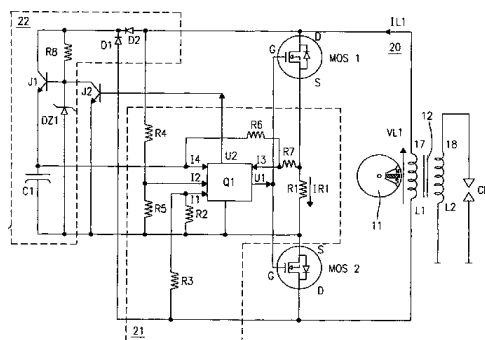 22
D1
D2
IL1
20
D
G
MOS 1
S
R8
J1
J2
DZ1
R6
R4
U2
I4
I3
R7
12
VL1
17
18
I2
Q1
U1
R1
IR1
C1
I1
R5
R2
11
L1
L2
S
G
MOS 2
D
R3
21